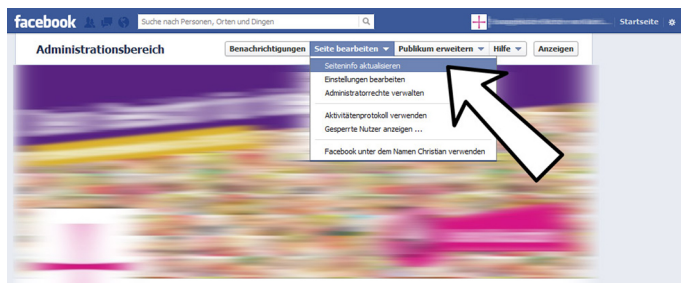 facebook Suche nach Personen, Orten und Dingen Startseite
Administrationsbereich Benachrichtigungen Seite bearbeiten Publikum erweitern Hilfe Anzeigen
Seiteninfo aktualisieren
Einstellungen bearbeiten
Administratorrechte verwalten
Aktivitätenprotokoll verwenden
Gesperrte Nutzer anzeigen ...
Facebook unter dem Namen Christian verwenden